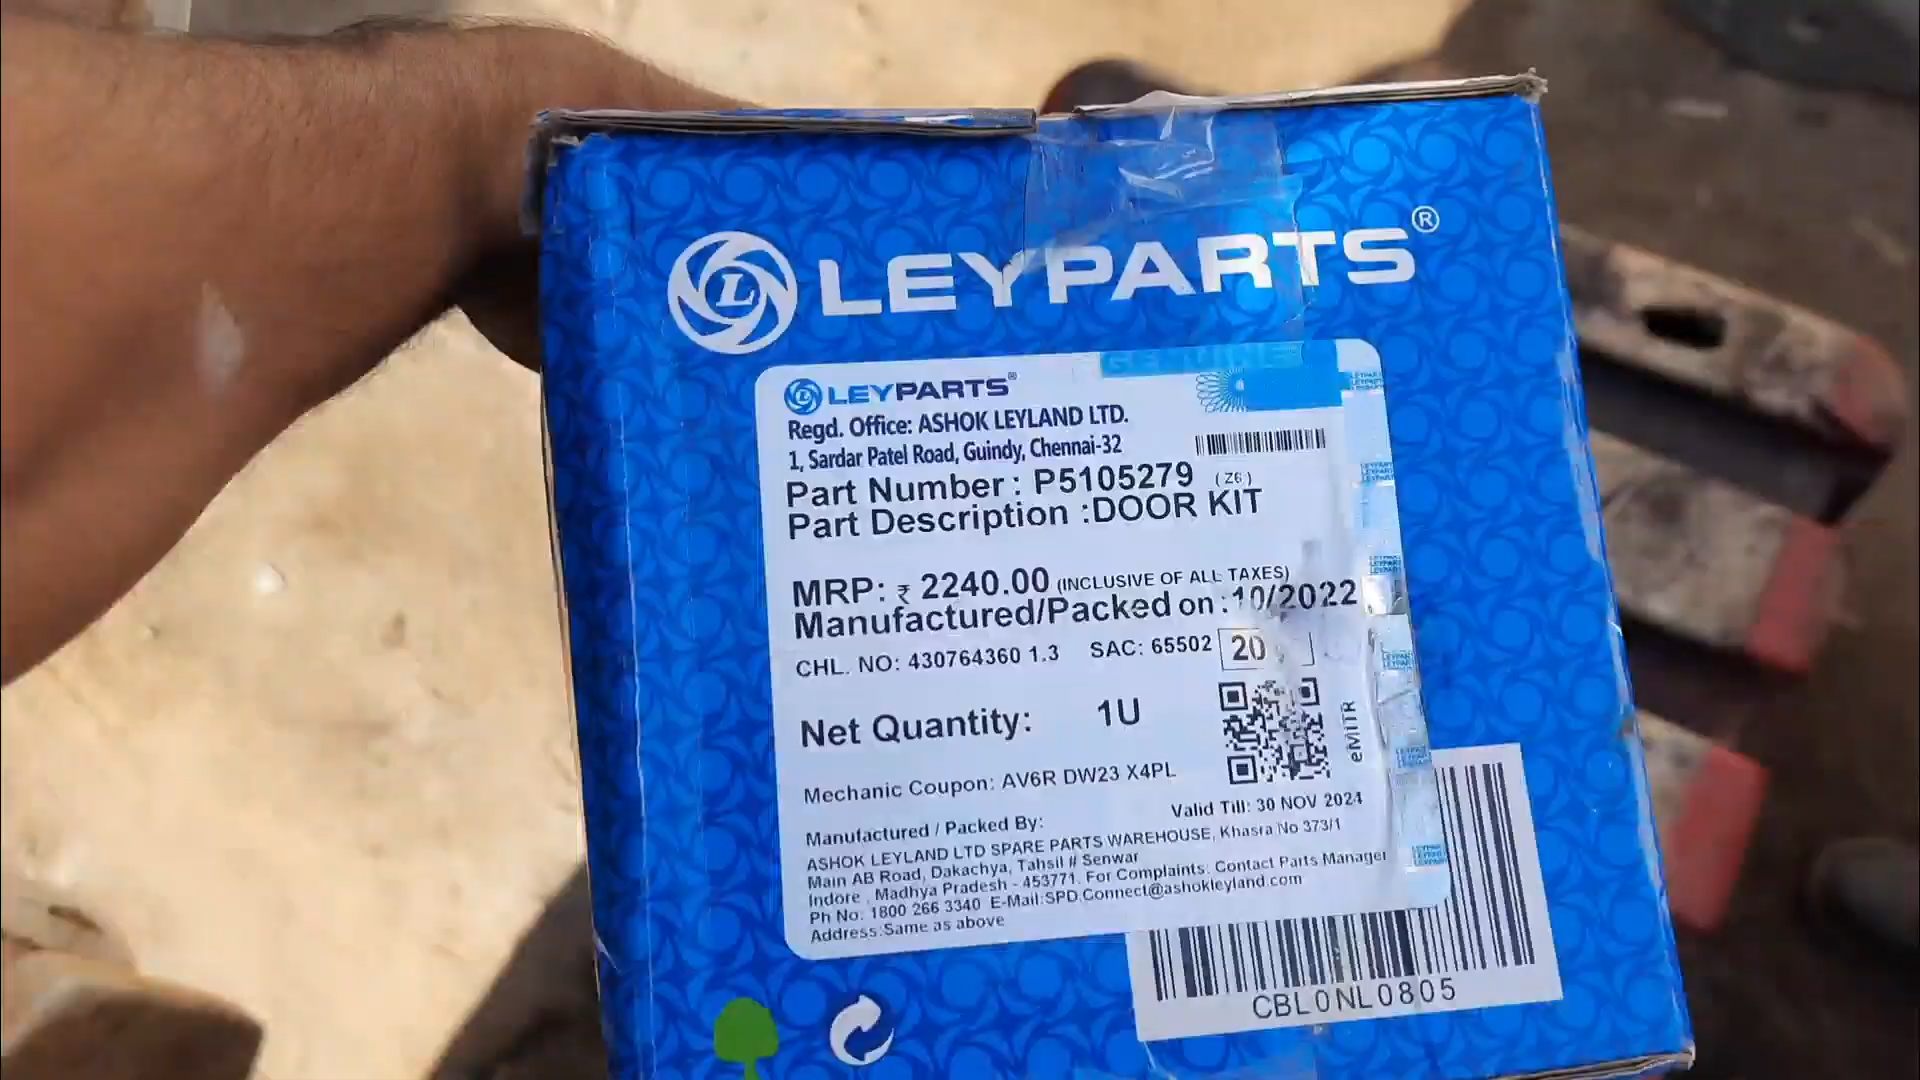 LEYPARTS®
GENUINE
LEYPARTS®
Regd. Office: ASHOK LEYLAND LTD.
1, Sardar Patel Road, Guindy, Chennai-32
Part Number : P5105279 (Z6)
Part Description :DOOR KIT
MRP: ₹ 2240.00 (INCLUSIVE OF ALL TAXES)
Manufactured/Packed on :10/2022
CHL. NO: 430764360 1.3 SAC: 65502 20
Net Quantity: 1U
eMITR
Mechanic Coupon: AV6R DW23 X4PL
Valid Till: 30 NOV 2024
Manufactured / Packed By:
ASHOK LEYLAND LTD SPARE PARTS WAREHOUSE, Khasra No 373/1
Main AB Road, Dakachya, Tahsil # Senwar
Indore , Madhya Pradesh - 453771. For Complaints: Contact Parts Manager
Ph No. 1800 266 3340 E-Mail:SPD.Connect@ashokleyland.com
Address:Same as above
CBL0NL0805